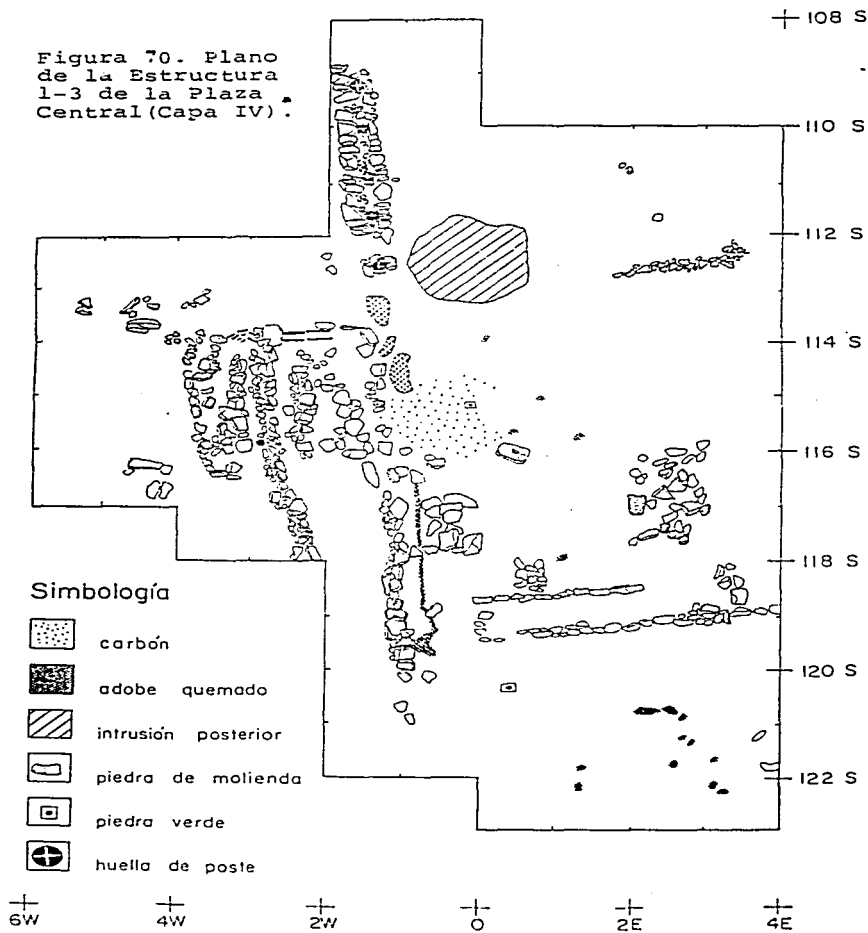 Figura 70. Plano
de la Estructura
1-3 de la Plaza
Central (Capa IV).
108 S
110 S
112 S
114 S
116 S
118 S
120 S
122 S
Simbología
carbón
adobe quemado
intrusión posterior
piedra de molienda
piedra verde
huella de poste
6W 4W 2W 0 2E 4E